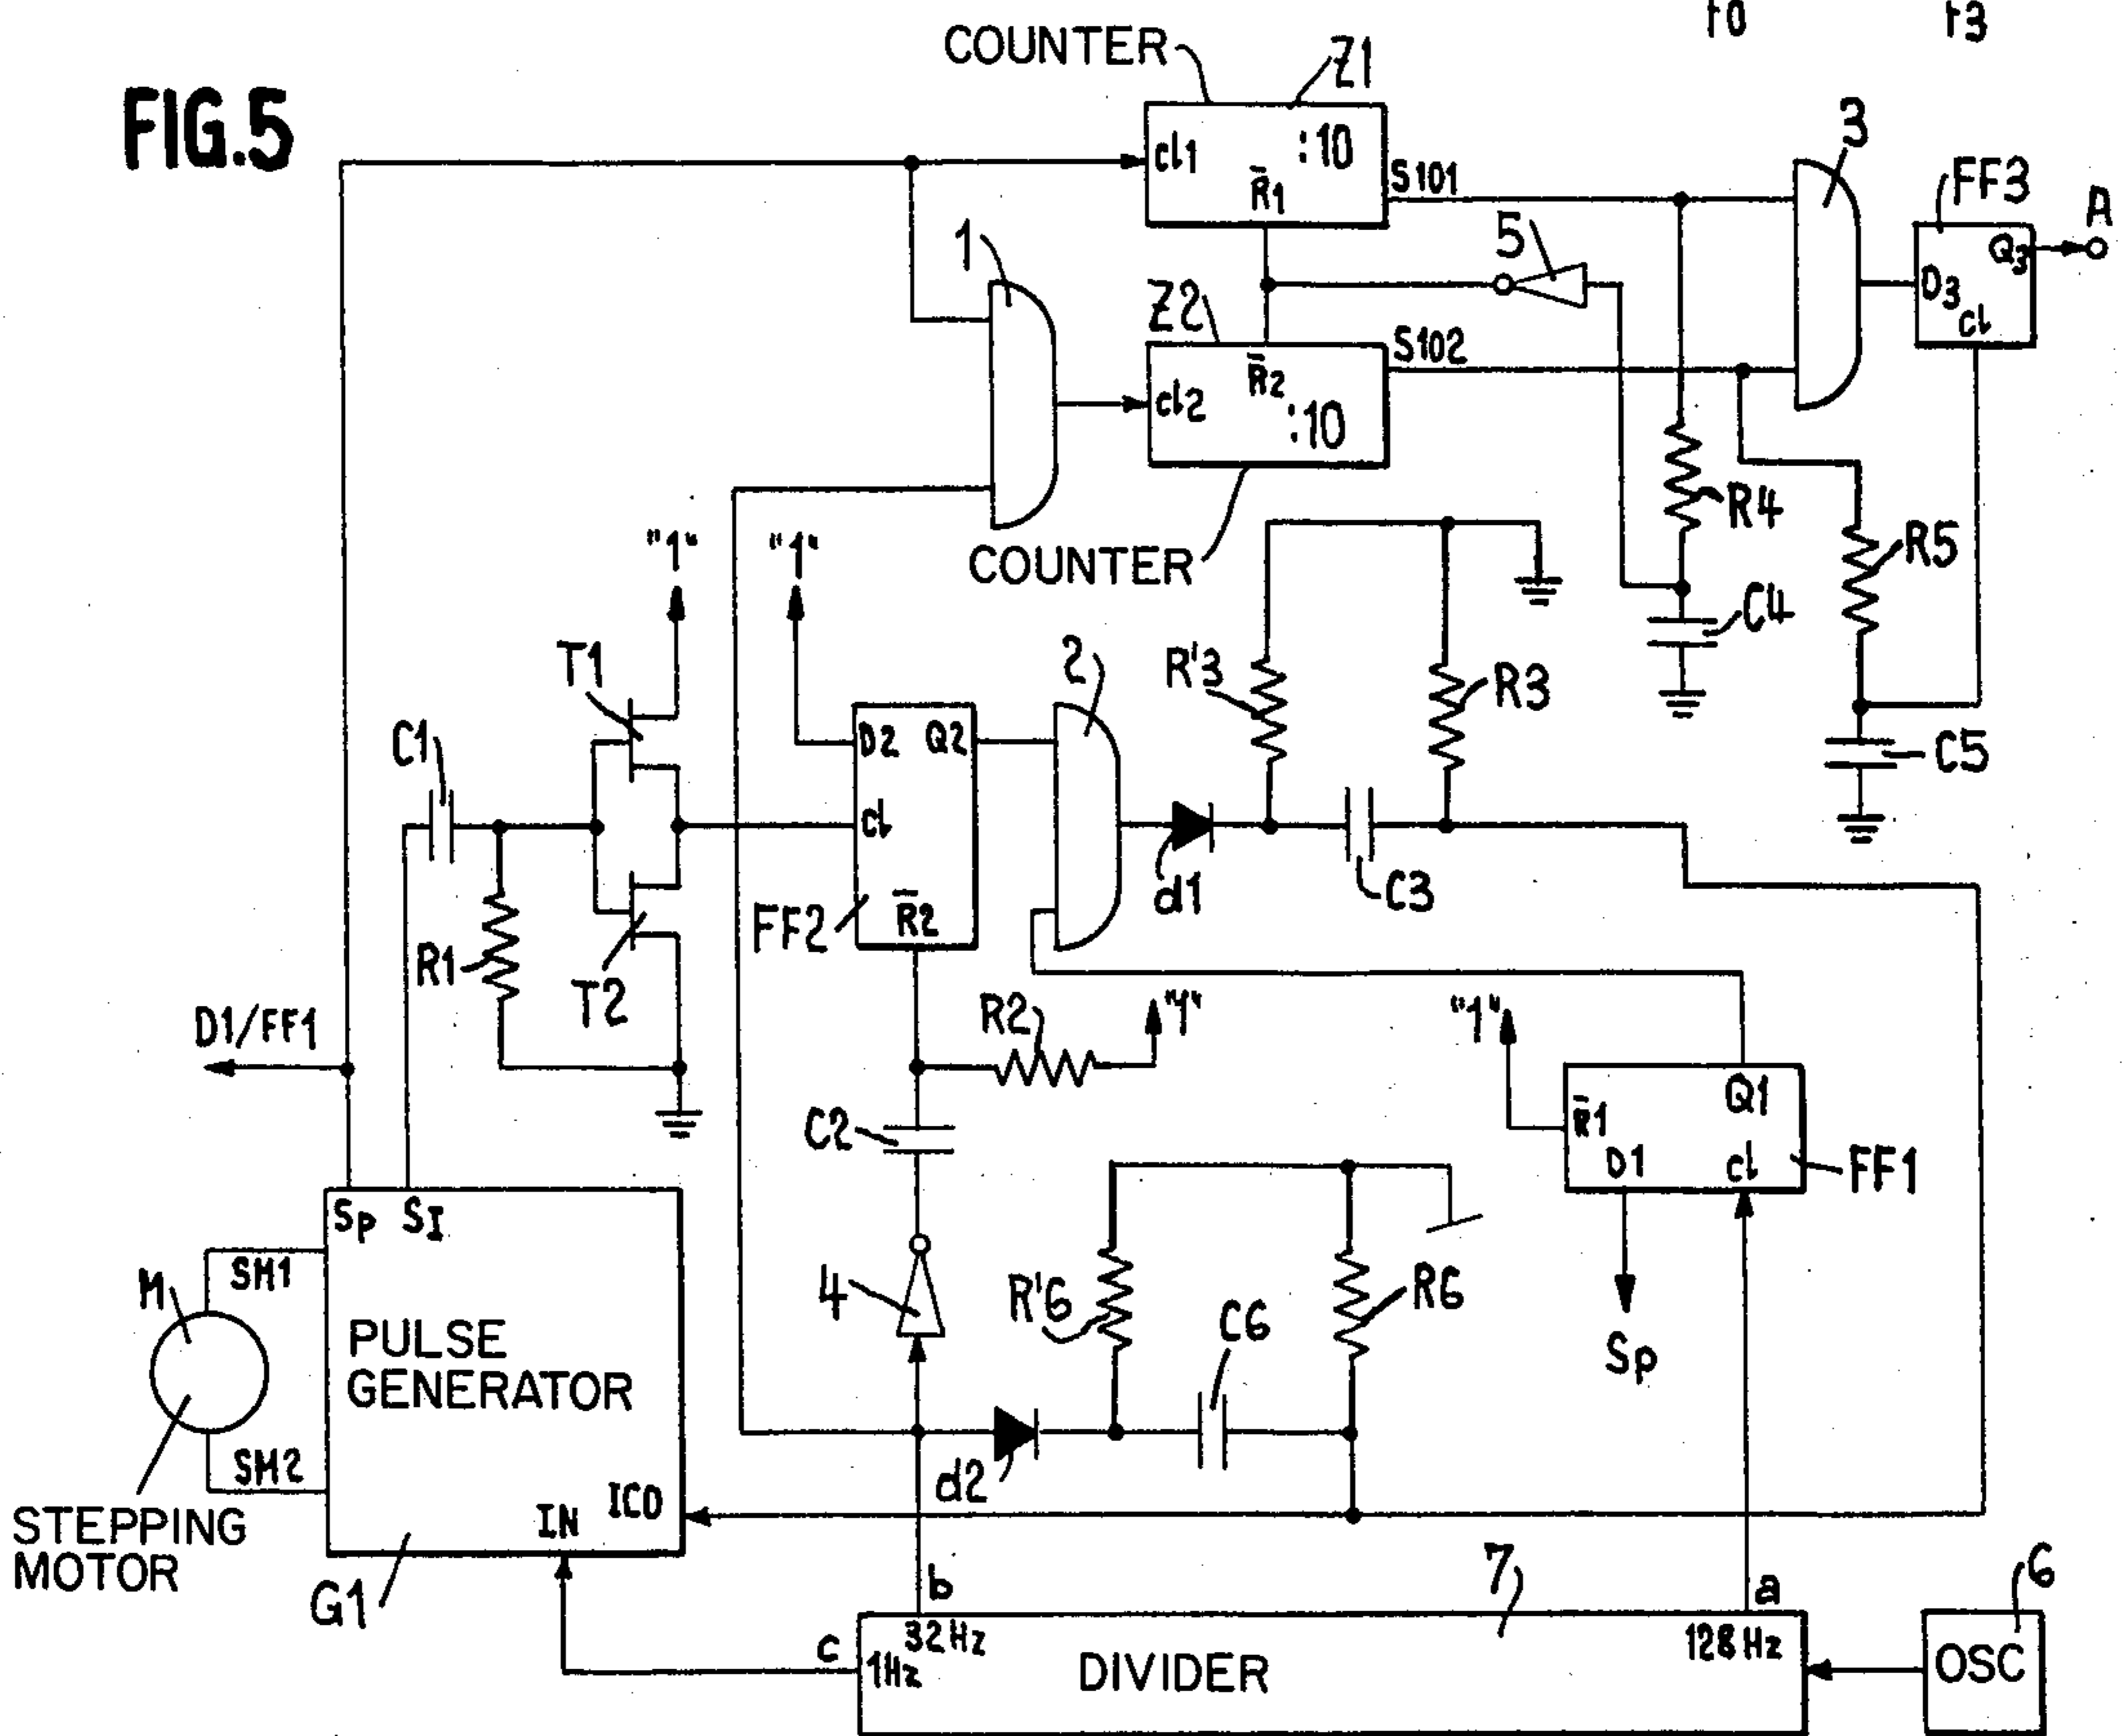 t0
t3
FIG.5
COUNTER
Z1
cl1
:10
R̄1
S101
3
FF3
A
Q3
D3
cl
1
5
Z2
R̄2
S102
cl2
:10
COUNTER
R4
R5
C4
C5
"1"
"1"
T1
C1
R1
T2
D2
Q2
cl
R̄2
FF2
2
R'3
R3
d1
C3
D1/FF1
R2
"1"
"1"
C2
R̄1
Q1
D1
cl
FF1
Sp
Sp
SI
SM1
M
PULSE
GENERATOR
SM2
IN
ICO
STEPPING
MOTOR
G1
4
R'6
C6
R6
d2
b
7
a
6
c
1Hz
32Hz
DIVIDER
128Hz
OSC